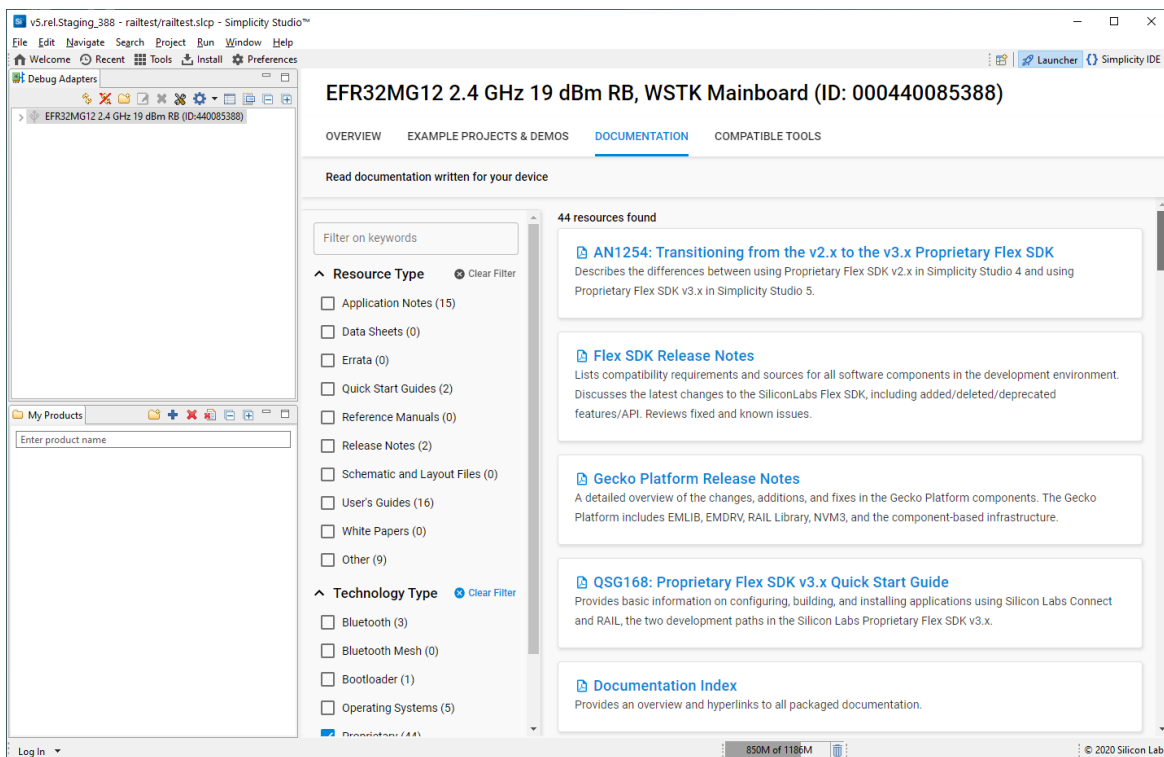 v5.rel.Staging_388 - railtest/railtest.slcp - Simplicity Studio™
File Edit Navigate Search Project Run Window Help
Welcome Recent Tools Install Preferences
Launcher Simplicity IDE
Debug Adapters
EFR32MG12 2.4 GHz 19 dBm RB (ID:440085388)
My Products
Enter product name
EFR32MG12 2.4 GHz 19 dBm RB, WSTK Mainboard (ID: 000440085388)
OVERVIEW EXAMPLE PROJECTS & DEMOS DOCUMENTATION COMPATIBLE TOOLS
Read documentation written for your device
Filter on keywords
Resource Type Clear Filter
Application Notes (15)
Data Sheets (0)
Errata (0)
Quick Start Guides (2)
Reference Manuals (0)
Release Notes (2)
Schematic and Layout Files (0)
User's Guides (16)
White Papers (0)
Other (9)
Technology Type Clear Filter
Bluetooth (3)
Bluetooth Mesh (0)
Bootloader (1)
Operating Systems (5)
Proprietary (44)
44 resources found
AN1254: Transitioning from the v2.x to the v3.x Proprietary Flex SDK
Describes the differences between using Proprietary Flex SDK v2.x in Simplicity Studio 4 and using
Proprietary Flex SDK v3.x in Simplicity Studio 5.
Flex SDK Release Notes
Lists compatibility requirements and sources for all software components in the development environment.
Discusses the latest changes to the SiliconLabs Flex SDK, including added/deleted/deprecated
features/API. Reviews fixed and known issues.
Gecko Platform Release Notes
A detailed overview of the changes, additions, and fixes in the Gecko Platform components. The Gecko
Platform includes EMLIB, EMDRV, RAIL Library, NVM3, and the component-based infrastructure.
QSG168: Proprietary Flex SDK v3.x Quick Start Guide
Provides basic information on configuring, building, and installing applications using Silicon Labs Connect
and RAIL, the two development paths in the Silicon Labs Proprietary Flex SDK v3.x.
Documentation Index
Provides an overview and hyperlinks to all packaged documentation.
Log In
850M of 1186M
© 2020 Silicon Lab